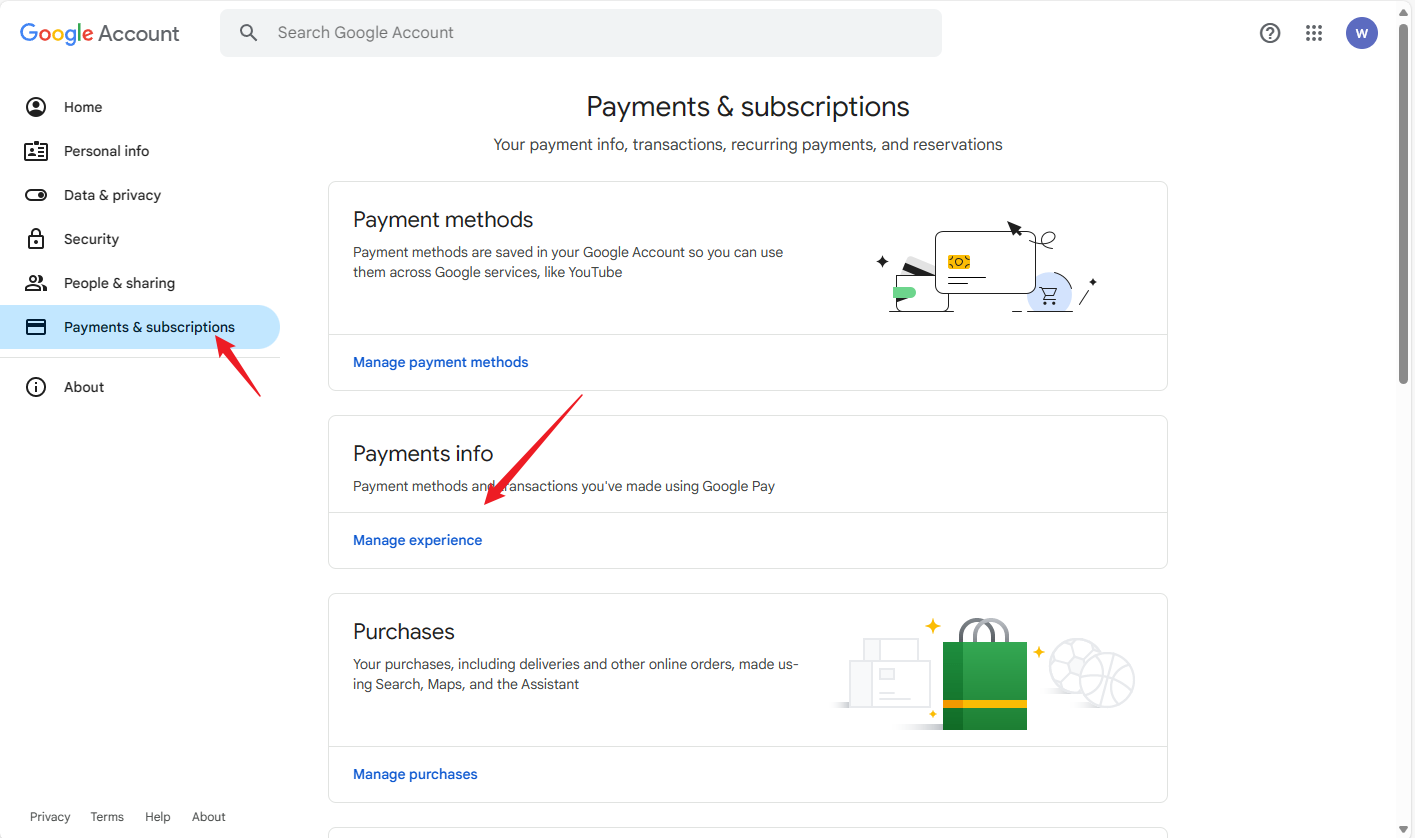 Google Account
Search Google Account
W
Home
Personal info
Data & privacy
Security
People & sharing
Payments & subscriptions
About
Payments & subscriptions
Your payment info, transactions, recurring payments, and reservations
Payment methods
Payment methods are saved in your Google Account so you can use
them across Google services, like YouTube
Manage payment methods
Payments info
Payment methods and transactions you've made using Google Pay
Manage experience
Purchases
Your purchases, including deliveries and other online orders, made us-
ing Search, Maps, and the Assistant
Manage purchases
Privacy Terms Help About